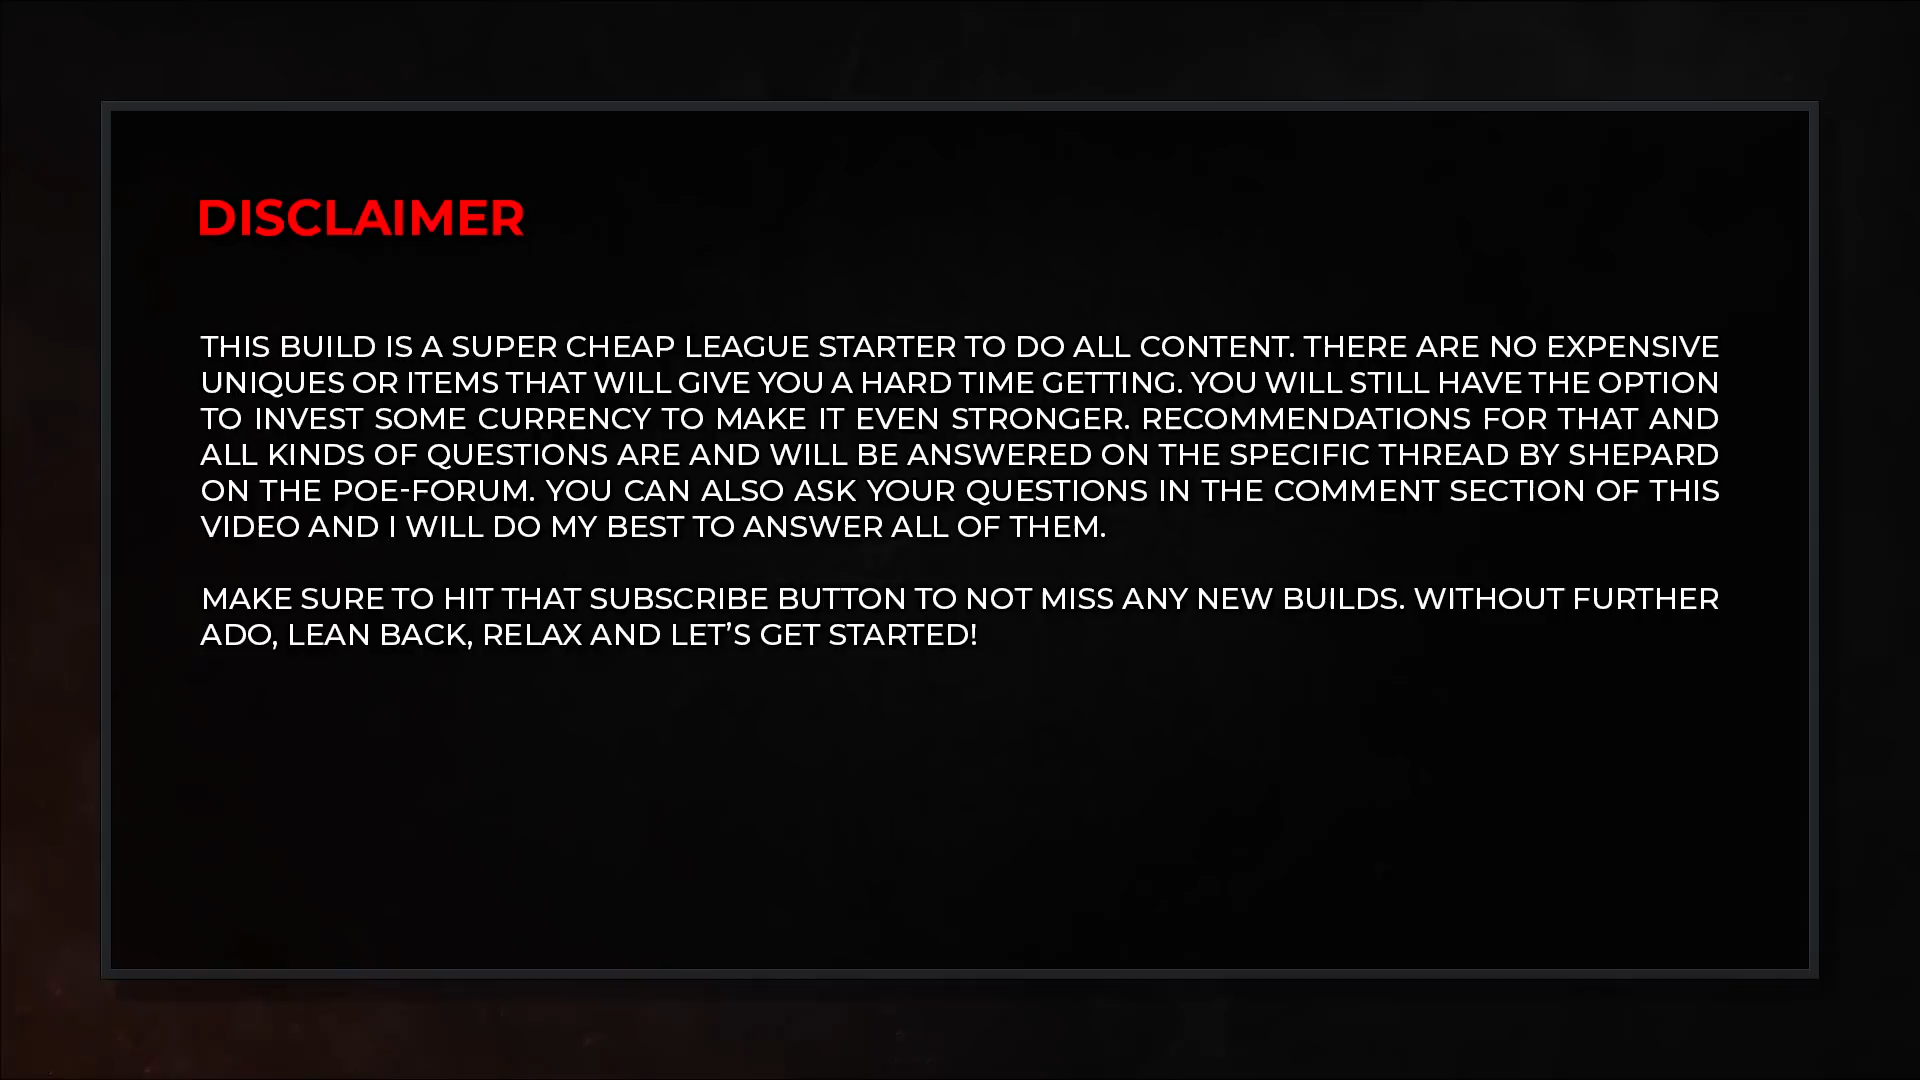 DISCLAIMER
THIS BUILD IS A SUPER CHEAP LEAGUE STARTER TO DO ALL CONTENT. THERE ARE NO EXPENSIVE
UNIQUES OR ITEMS THAT WILL GIVE YOU A HARD TIME GETTING. YOU WILL STILL HAVE THE OPTION
TO INVEST SOME CURRENCY TO MAKE IT EVEN STRONGER. RECOMMENDATIONS FOR THAT AND
ALL KINDS OF QUESTIONS ARE AND WILL BE ANSWERED ON THE SPECIFIC THREAD BY SHEPARD
ON THE POE-FORUM. YOU CAN ALSO ASK YOUR QUESTIONS IN THE COMMENT SECTION OF THIS
VIDEO AND I WILL DO MY BEST TO ANSWER ALL OF THEM.
MAKE SURE TO HIT THAT SUBSCRIBE BUTTON TO NOT MISS ANY NEW BUILDS. WITHOUT FURTHER
ADO, LEAN BACK, RELAX AND LET’S GET STARTED!